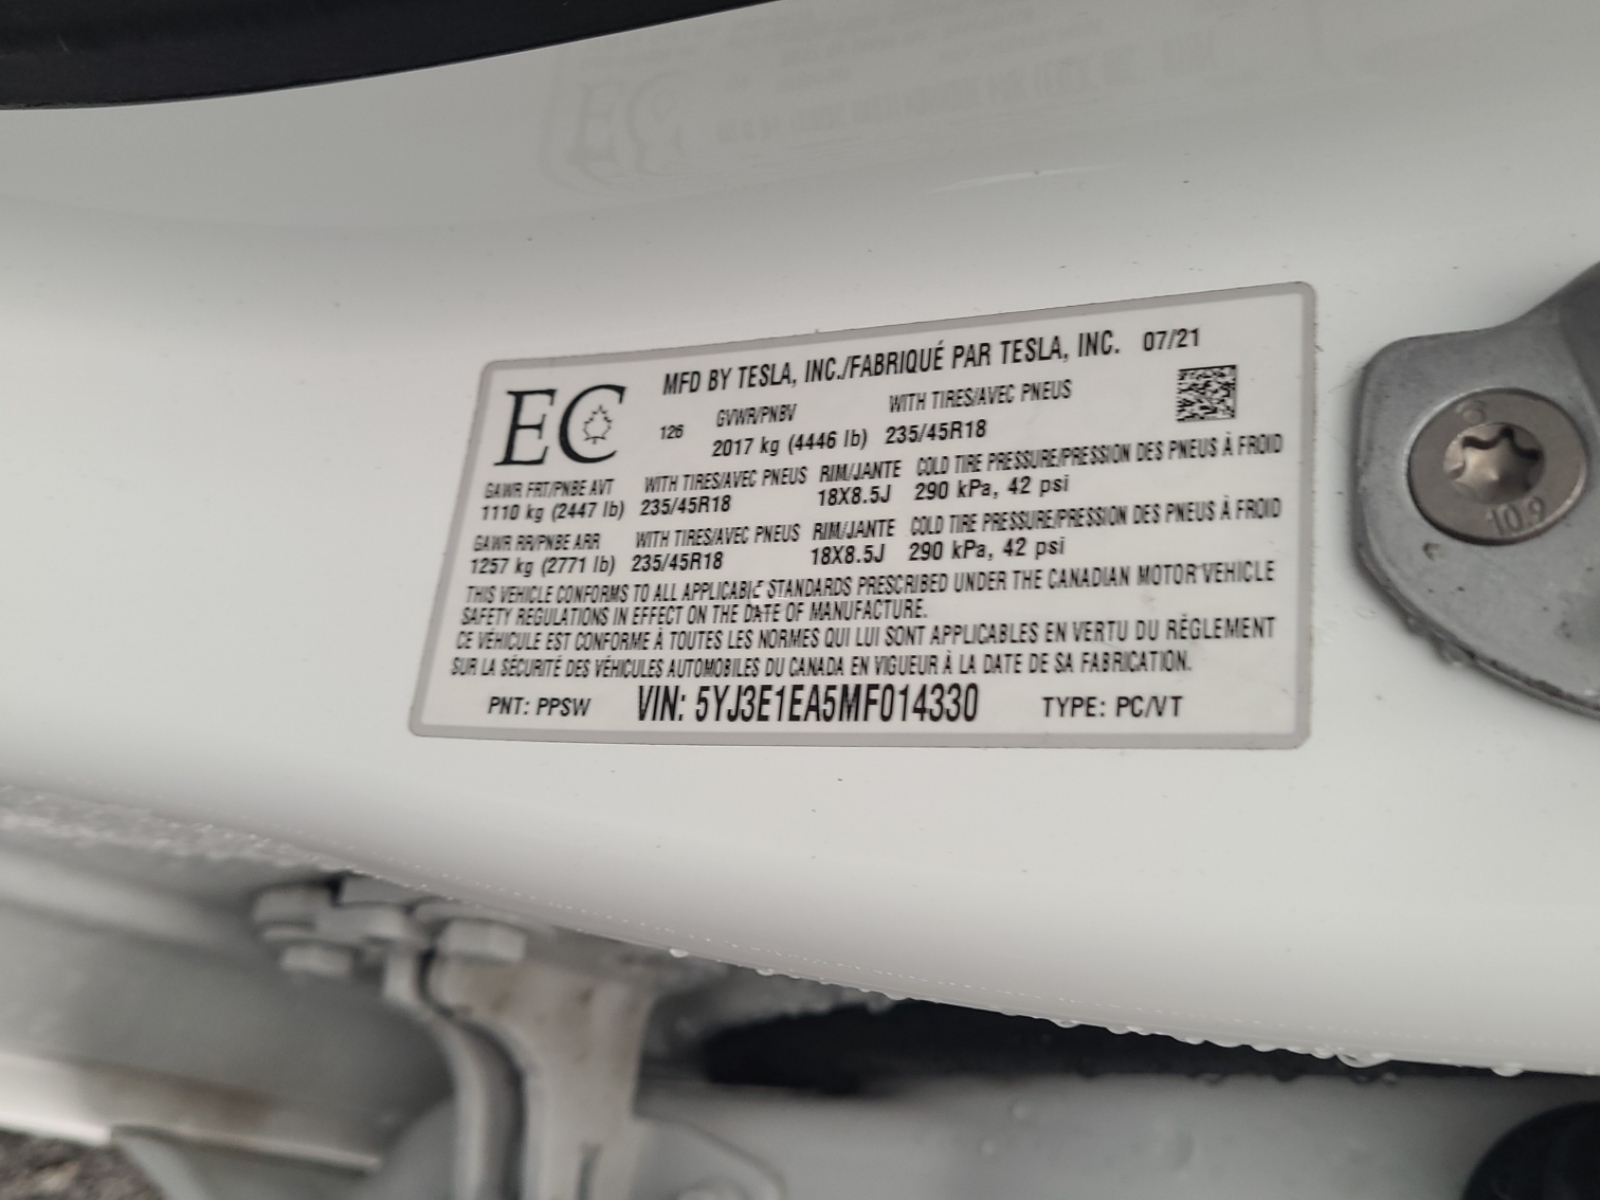 MFD BY TESLA, INC./FABRIQUÉ PAR TESLA, INC. 07/21
EC
126
GVWR/PNBV WITH TIRES/AVEC PNEUS
2017 kg (4446 lb) 235/45R18
GAWR FRT/PNBE AVT WITH TIRES/AVEC PNEUS RIM/JANTE COLD TIRE PRESSURE/PRESSION DES PNEUS À FROID
1110 kg (2447 lb) 235/45R18 18X8.5J 290 kPa, 42 psi
GAWR RR/PNBE ARR WITH TIRES/AVEC PNEUS RIM/JANTE COLD TIRE PRESSURE/PRESSION DES PNEUS À FROID
1257 kg (2771 lb) 235/45R18 18X8.5J 290 kPa, 42 psi
THIS VEHICLE CONFORMS TO ALL APPLICABLE STANDARDS PRESCRIBED UNDER THE CANADIAN MOTOR VEHICLE
SAFETY REGULATIONS IN EFFECT ON THE DATE OF MANUFACTURE.
CE VÉHICULE EST CONFORME À TOUTES LES NORMES QUI LUI SONT APPLICABLES EN VERTU DU RÈGLEMENT
SUR LA SÉCURITÉ DES VÉHICULES AUTOMOBILES DU CANADA EN VIGUEUR À LA DATE DE SA FABRICATION.
PNT: PPSW VIN: 5YJ3E1EA5MF014330 TYPE: PC/VT
10.9